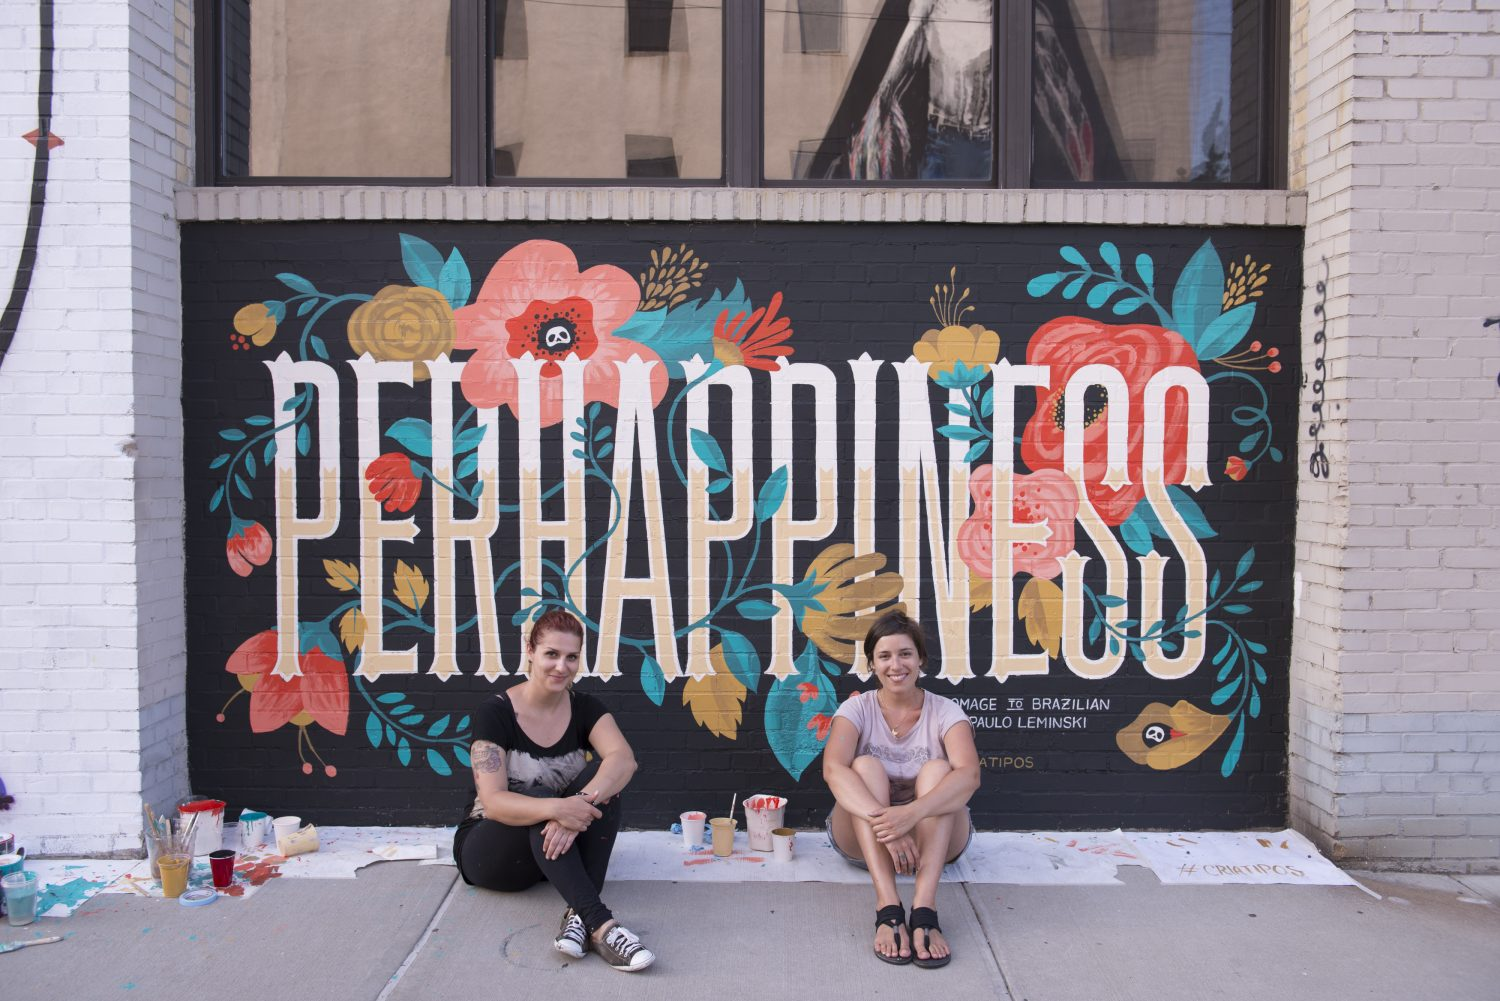 PERHAPPINESS
OMAGE TO BRAZILIAN
PAULO LEMINSKI
ATIPOS
#CRIATIPOS